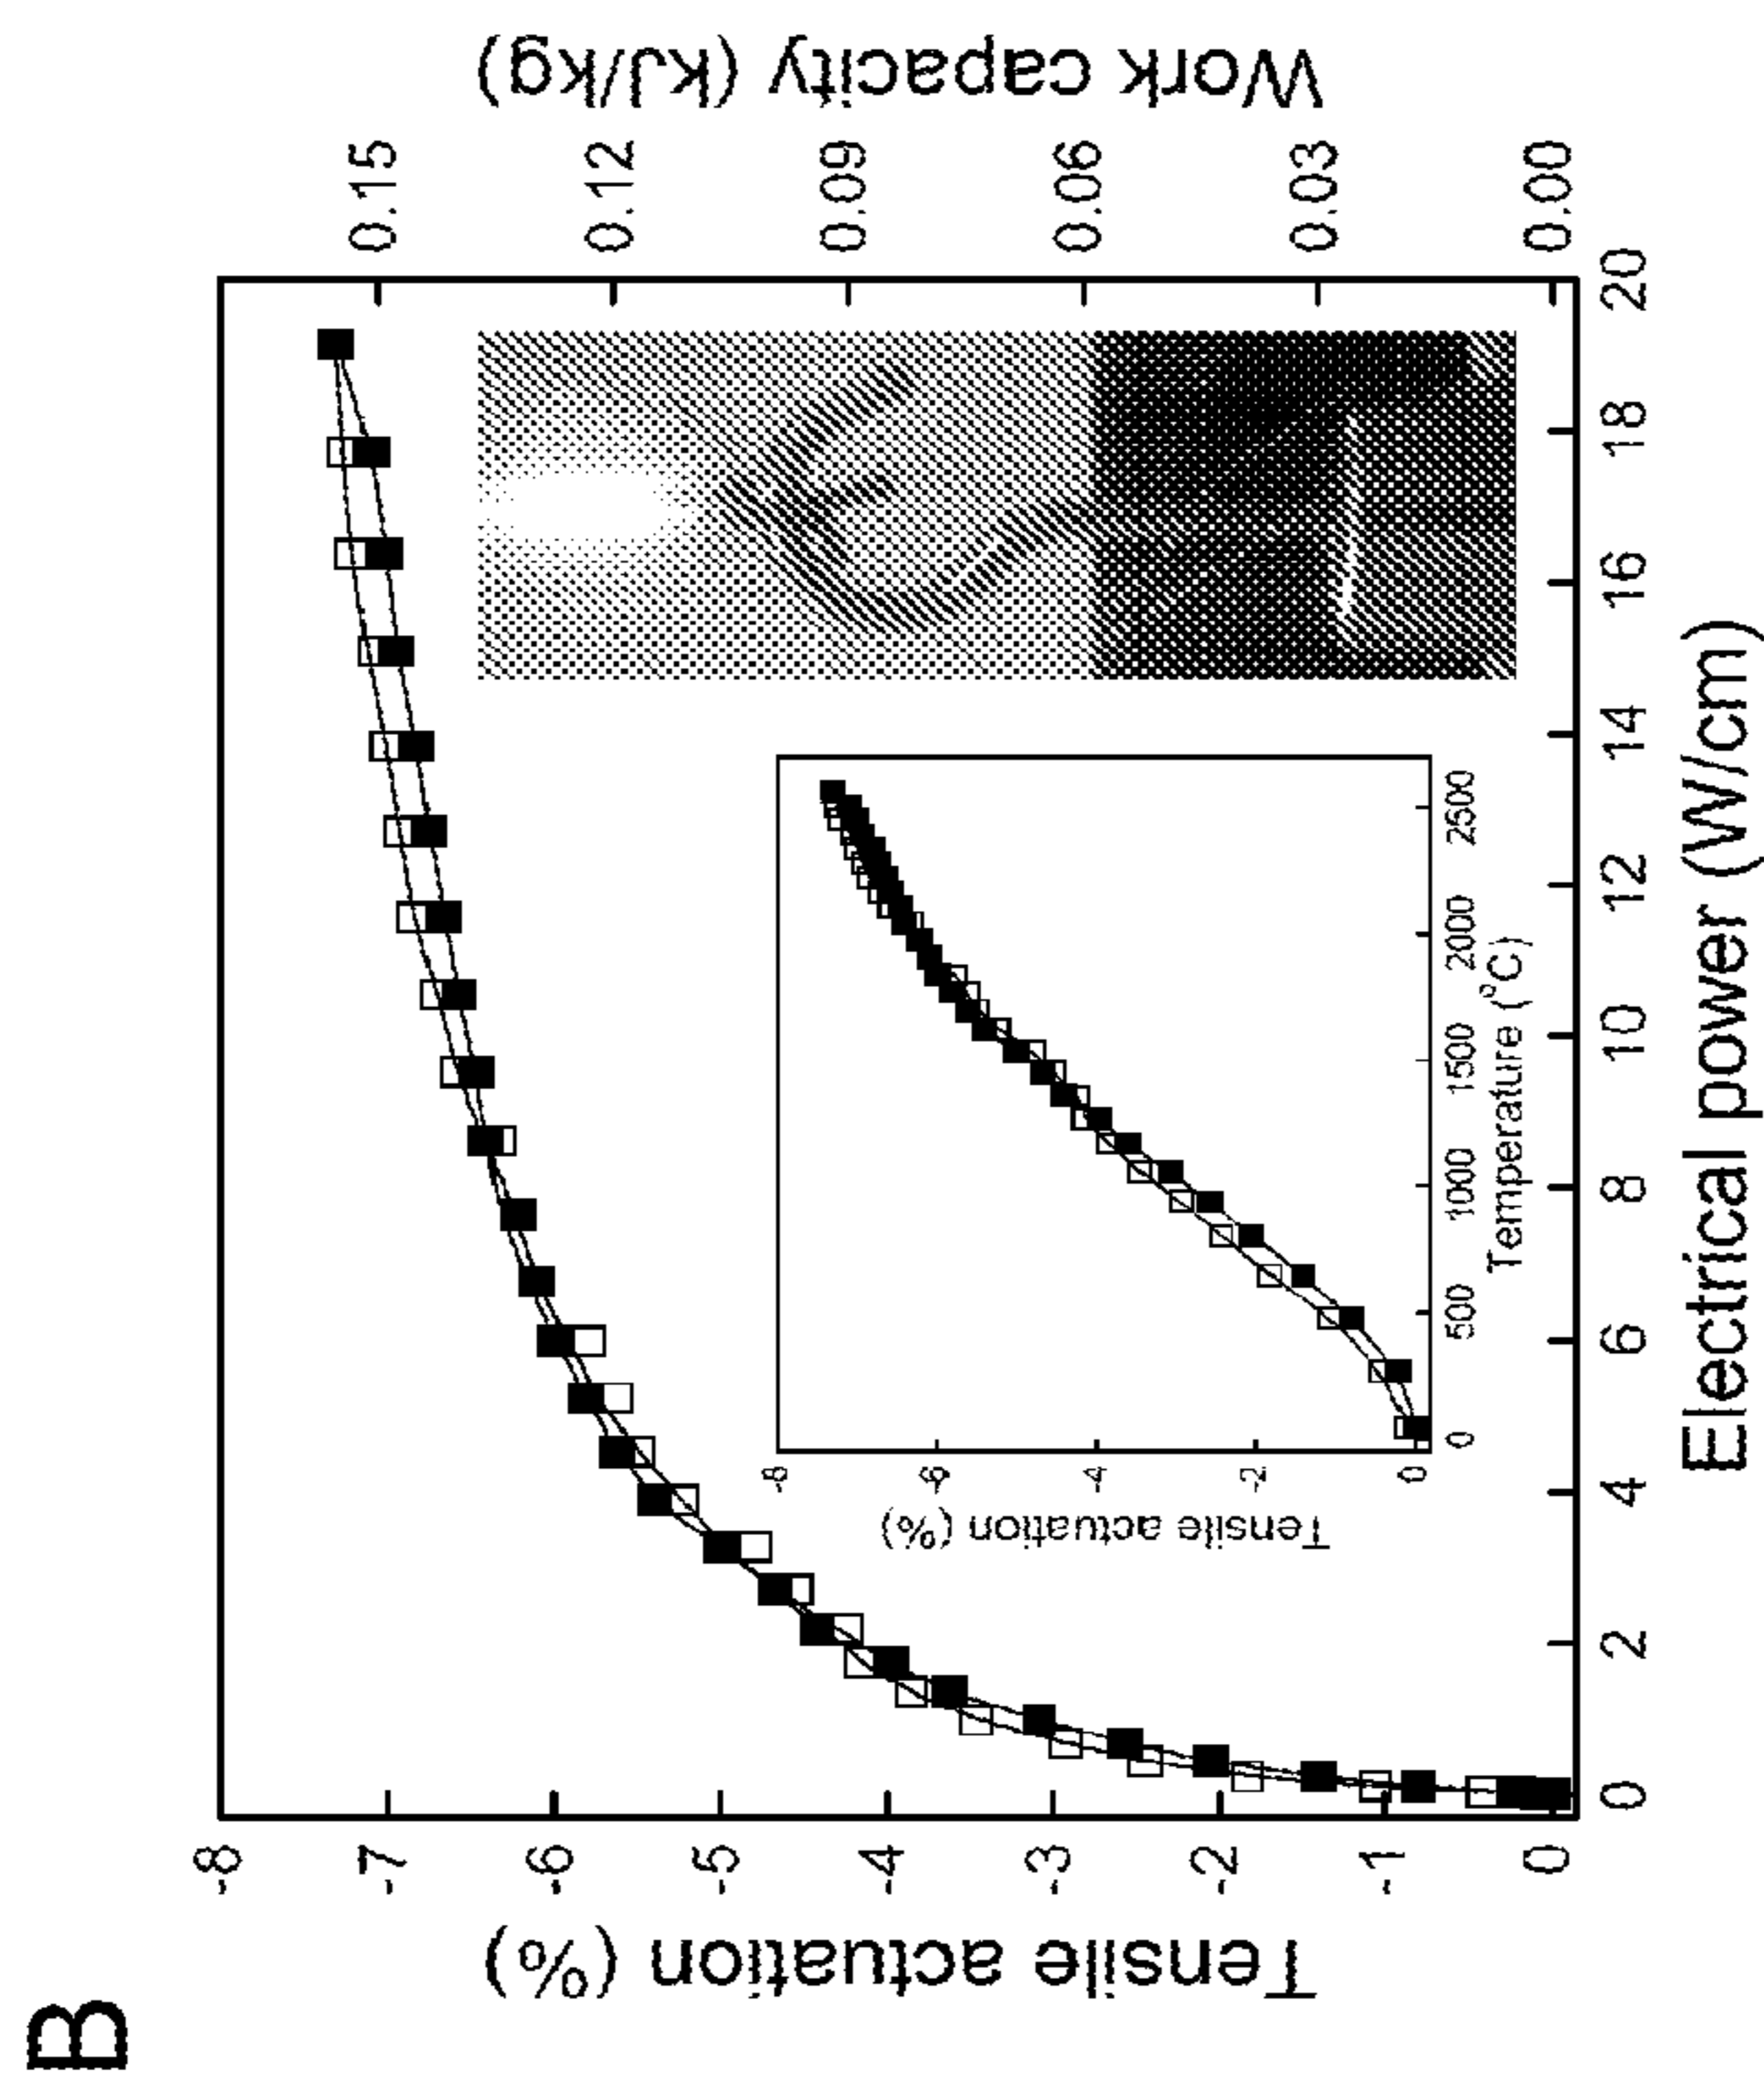 B
Tensile actuation (%)
-8
-7
-6
-5
-4
-3
-2
-1
0
0 2 4 6 8 10 12 14 16 18 20
Electrical power (W/cm)
Work capacity (kJ/kg)
0.15
0.12
0.09
0.06
0.03
0.00
Tensile actuation (%)
-8
-6
-4
-2
0
0 500 1000 1500 2000 2500
Temperature (°C)